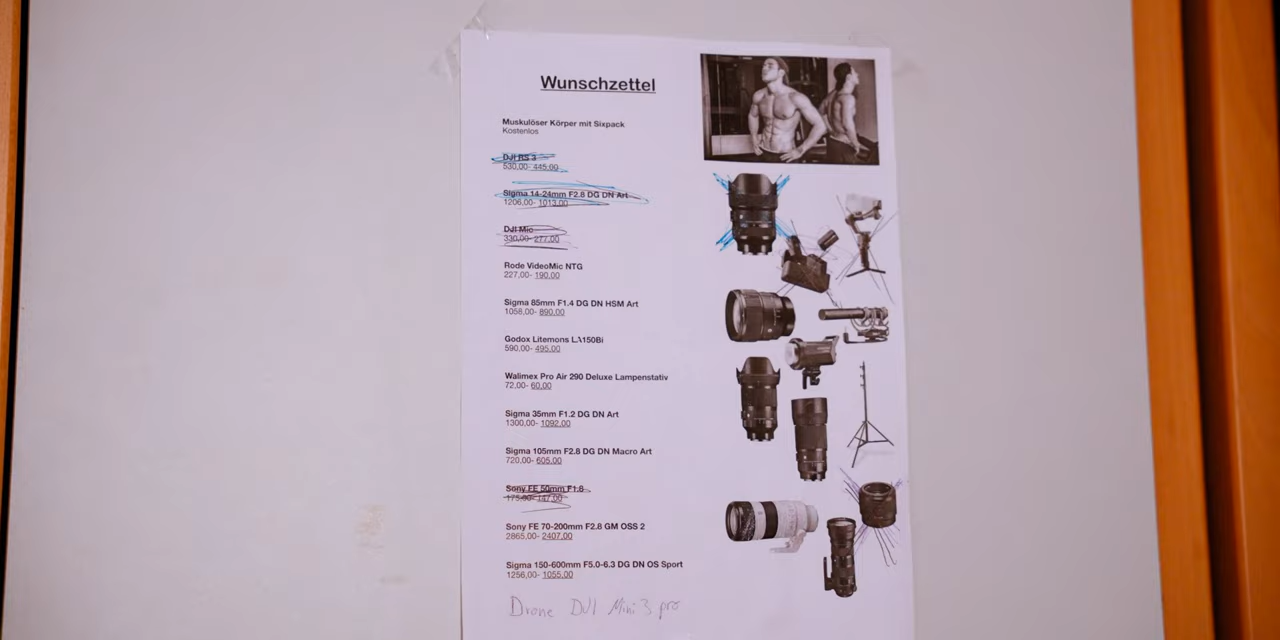 Wunschzettel
Muskulöser Körper mit Sixpack
Kostenlos
DJI RS 3
530,00- 445,00
Sigma 14-24mm F2.8 DG DN Art
1206,00- 1013,00
DJI Mic
330,00- 277,00
Rode VideoMic NTG
227,00- 190,00
Sigma 85mm F1.4 DG DN HSM Art
1058,00- 890,00
Godox Litemons LA150Bi
590,00- 495,00
Walimex Pro Air 290 Deluxe Lampenstativ
72,00- 60,00
Sigma 35mm F1.2 DG DN Art
1300,00- 1092,00
Sigma 105mm F2.8 DG DN Macro Art
720,00- 605,00
Sony FE 50mm F1.8
175,00- 147,00
Sony FE 70-200mm F2.8 GM OSS 2
2865,00- 2407,00
Sigma 150-600mm F5.0-6.3 DG DN OS Sport
1256,00- 1055,00
Drone DJI Mini 3 pro